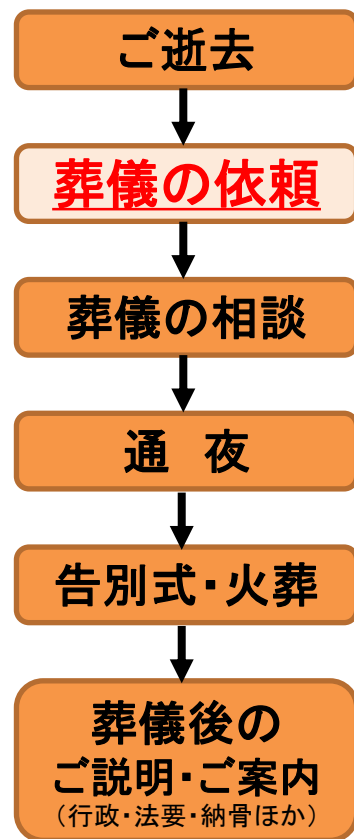 ご逝去
葬儀の依頼
葬儀の相談
通　夜
告別式・火葬
葬儀後の
ご説明・ご案内
（行政・法要・納骨ほか）